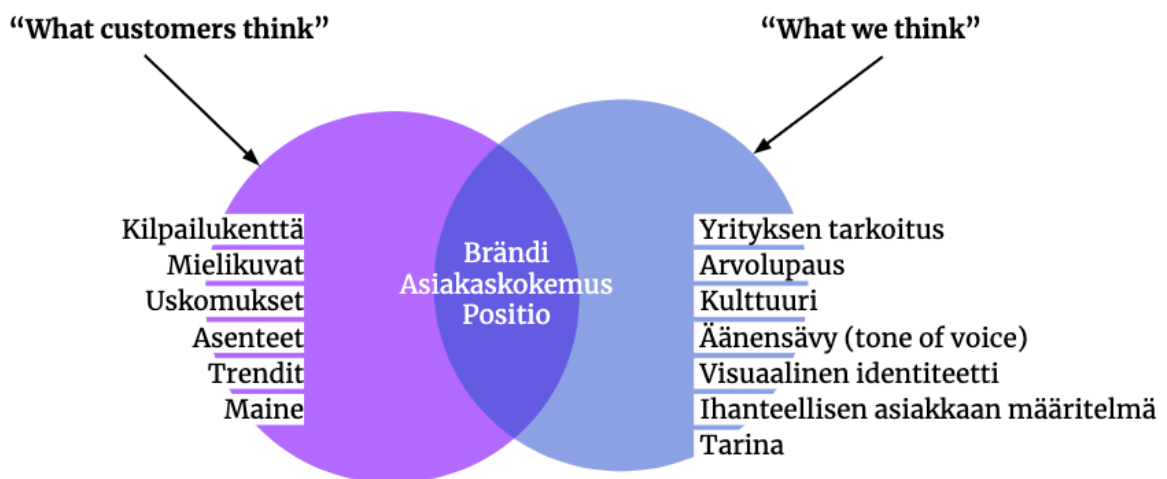 “What customers think”
“What we think”
Kilpailukenttä
Mielikuvat
Uskomukset
Asenteet
Trendit
Maine
Brändi
Asiakaskokemus
Positio
Yrityksen tarkoitus
Arvolupaus
Kulttuuri
Äänensävy (tone of voice)
Visuaalinen identiteetti
Ihanteellisen asiakkaan määritelmä
Tarina